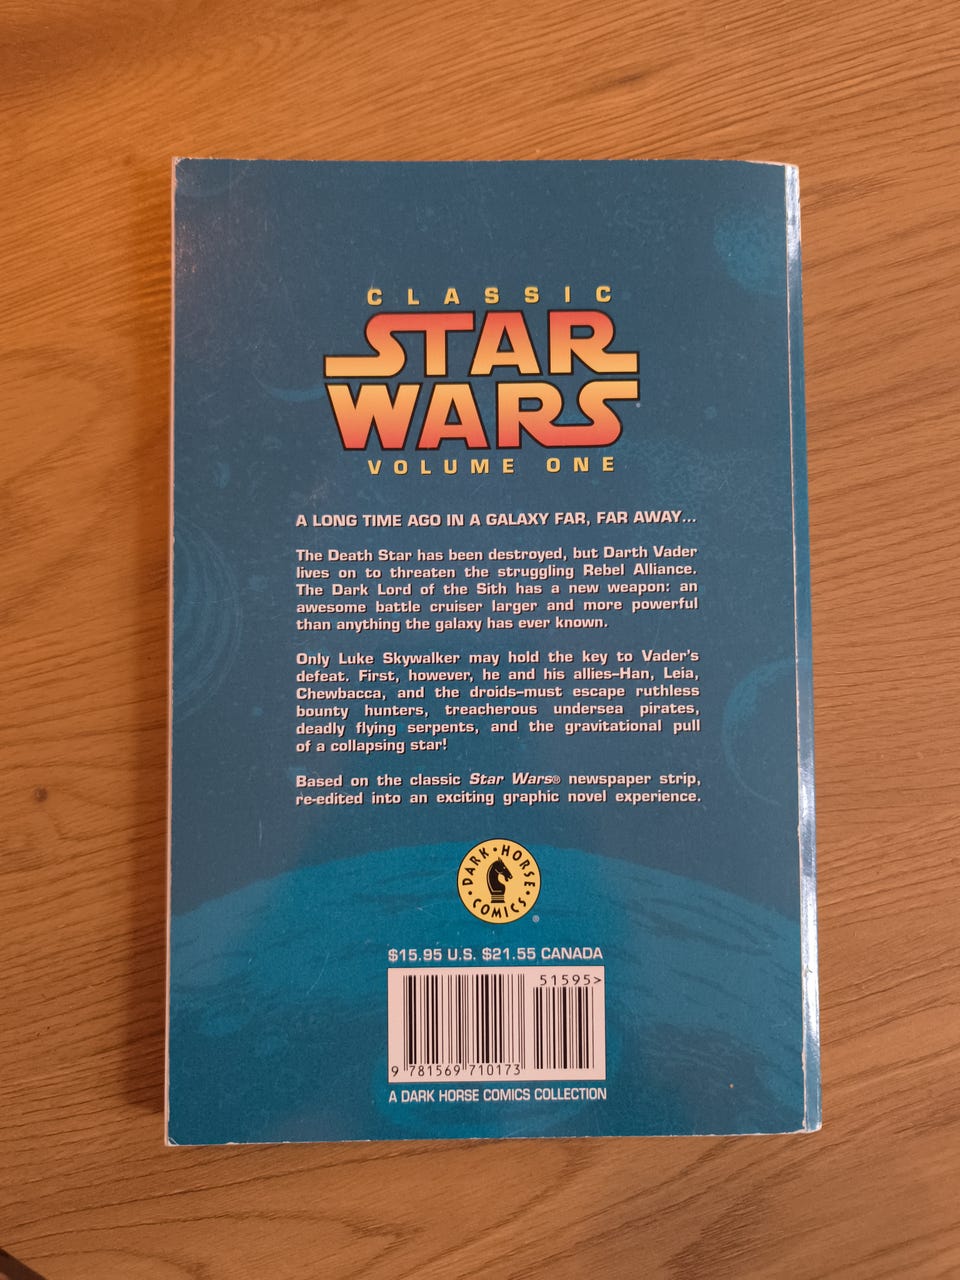 CLASSIC
STAR
WARS
VOLUME ONE
A LONG TIME AGO IN A GALAXY FAR, FAR AWAY...
The Death Star has been destroyed, but Darth Vader
lives on to threaten the struggling Rebel Alliance.
The Dark Lord of the Sith has a new weapon: an
awesome battle cruiser larger and more powerful
than anything the galaxy has ever known.
Only Luke Skywalker may hold the key to Vader's
defeat. First, however, he and his allies–Han, Leia,
Chewbacca, and the droids–must escape ruthless
bounty hunters, treacherous undersea pirates,
deadly flying serpents, and the gravitational pull
of a collapsing star!
Based on the classic Star Wars® newspaper strip,
re-edited into an exciting graphic novel experience.
DARK • HORSE • COMICS •
®
$15.95 U.S. $21.55 CANADA
51595>
9 781569 710173
A DARK HORSE COMICS COLLECTION